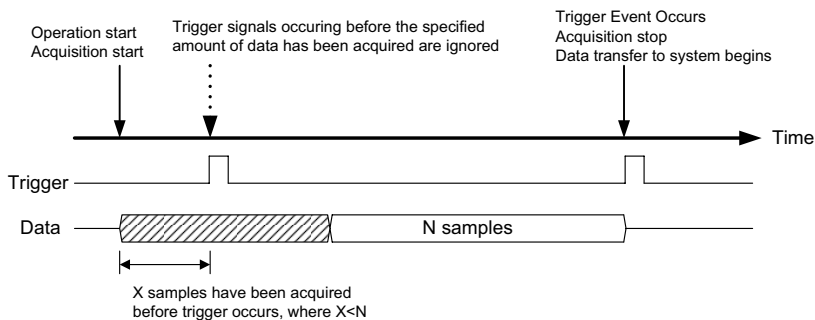 Operation start
Acquisition start
Trigger signals occuring before the specified
amount of data has been acquired are ignored
Trigger Event Occurs
Acquisition stop
Data transfer to system begins
Time
Trigger
Data
N samples
X samples have been acquired
before trigger occurs, where X<N